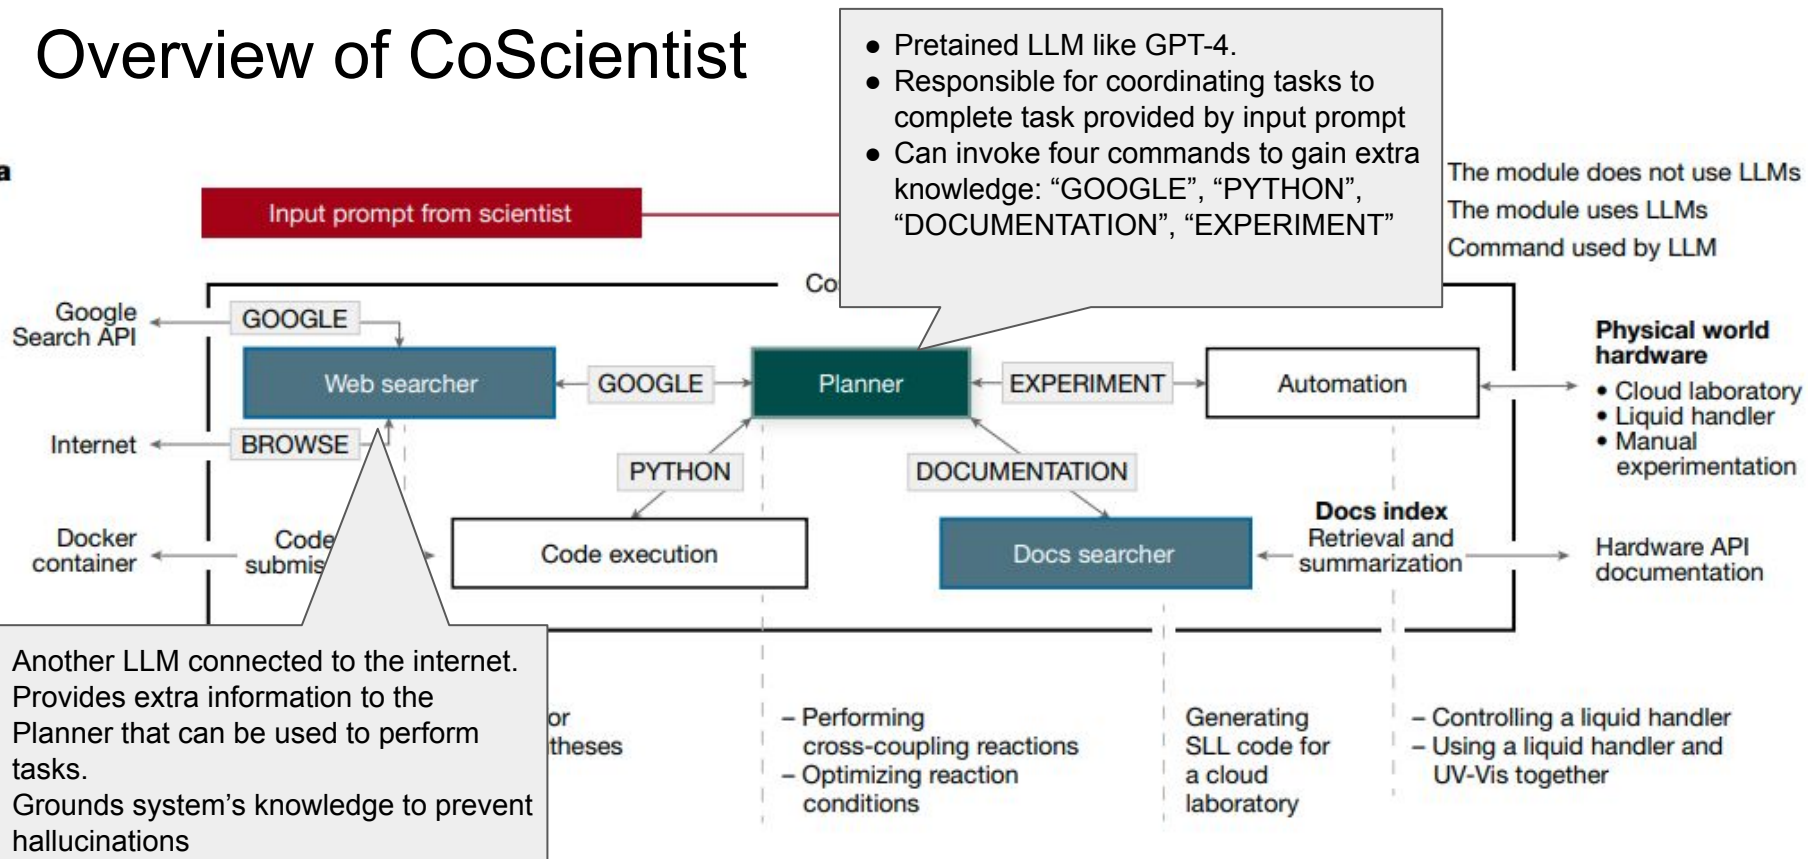 Overview of CoScientist
● Pretained LLM like GPT-4.
● Responsible for coordinating tasks to
complete task provided by input prompt
● Can invoke four commands to gain extra
knowledge: “GOOGLE”, “PYTHON”,
“DOCUMENTATION”, “EXPERIMENT”
a
Input prompt from scientist
The module does not use LLMs
The module uses LLMs
Command used by LLM
Co
Google
Search API
GOOGLE
Web searcher
GOOGLE
Planner
EXPERIMENT
Automation
Physical world
hardware
• Cloud laboratory
• Liquid handler
• Manual
experimentation
Internet
BROWSE
PYTHON
DOCUMENTATION
Docker
container
Code
submis
Code execution
Docs searcher
Docs index
Retrieval and
summarization
Hardware API
documentation
Another LLM connected to the internet.
Provides extra information to the
Planner that can be used to perform
tasks.
Grounds system’s knowledge to prevent
hallucinations
or
theses
– Performing
cross-coupling reactions
– Optimizing reaction
conditions
Generating
SLL code for
a cloud
laboratory
– Controlling a liquid handler
– Using a liquid handler and
UV-Vis together